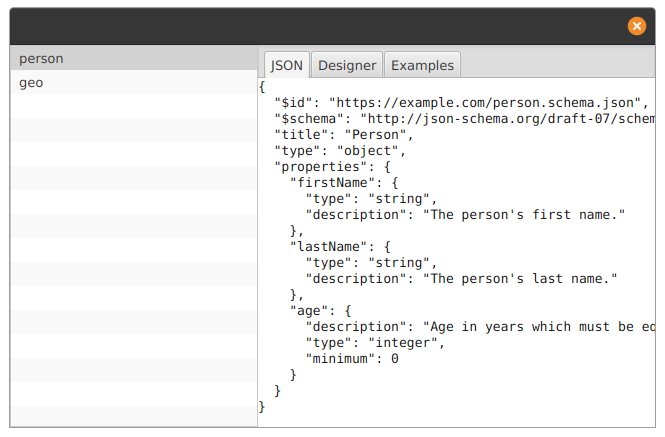 person
geo
JSON Designer Examples
{
  "$id": "https://example.com/person.schema.json",
  "$schema": "http://json-schema.org/draft-07/schem
  "title": "Person",
  "type": "object",
  "properties": {
    "firstName": {
      "type": "string",
      "description": "The person's first name."
    },
    "lastName": {
      "type": "string",
      "description": "The person's last name."
    },
    "age": {
      "description": "Age in years which must be eq
      "type": "integer",
      "minimum": 0
    }
  }
}